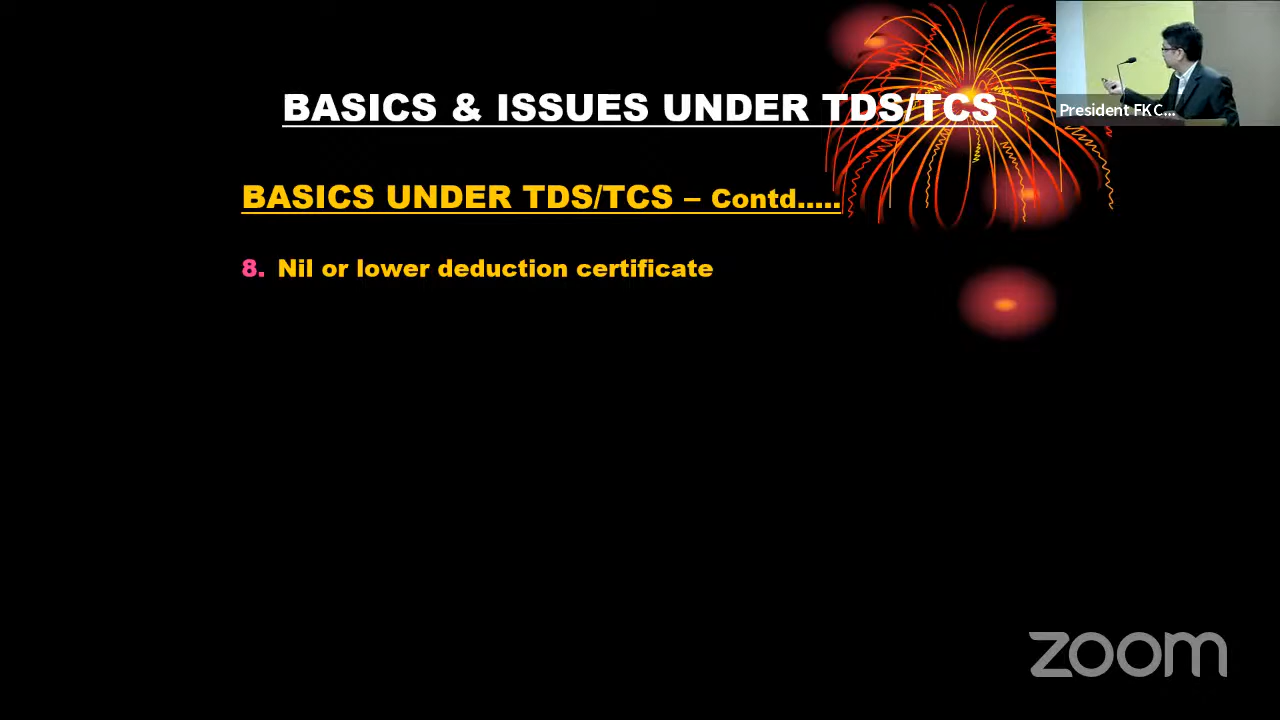 BASICS & ISSUES UNDER TDS/TCS
President FKC...
BASICS UNDER TDS/TCS – Contd.....
8. Nil or lower deduction certificate
zoom